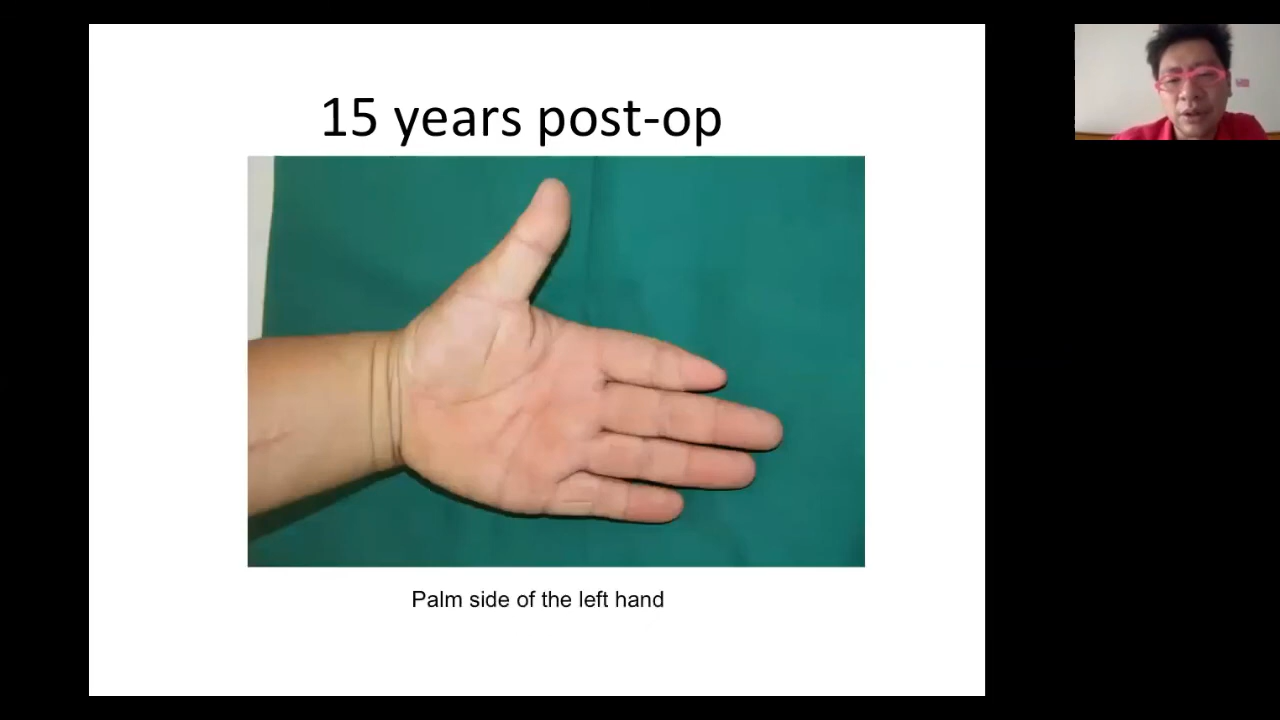 15 years post-op
Palm side of the left hand